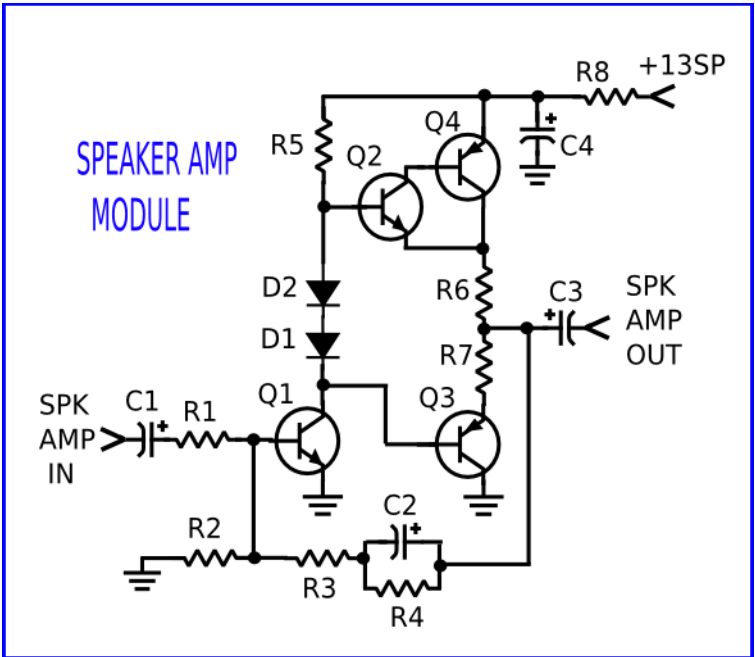 R8 +13SP
Q4
C4
R5
Q2
SPEAKER AMP
MODULE
D2
R6
C3
SPK
AMP
OUT
D1
R7
Q1
Q3
SPK
AMP
IN
C1
R1
C2
R2
R3
R4